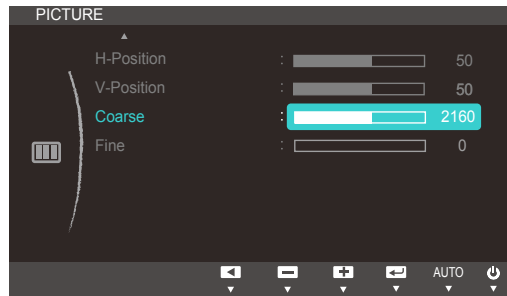 PICTURE
H-Position : 50
V-Position : 50
Coarse : 2160
Fine : 0
AUTO